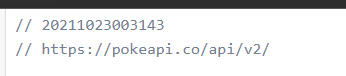 // 20211023003143
// https://pokeapi.co/api/v2/